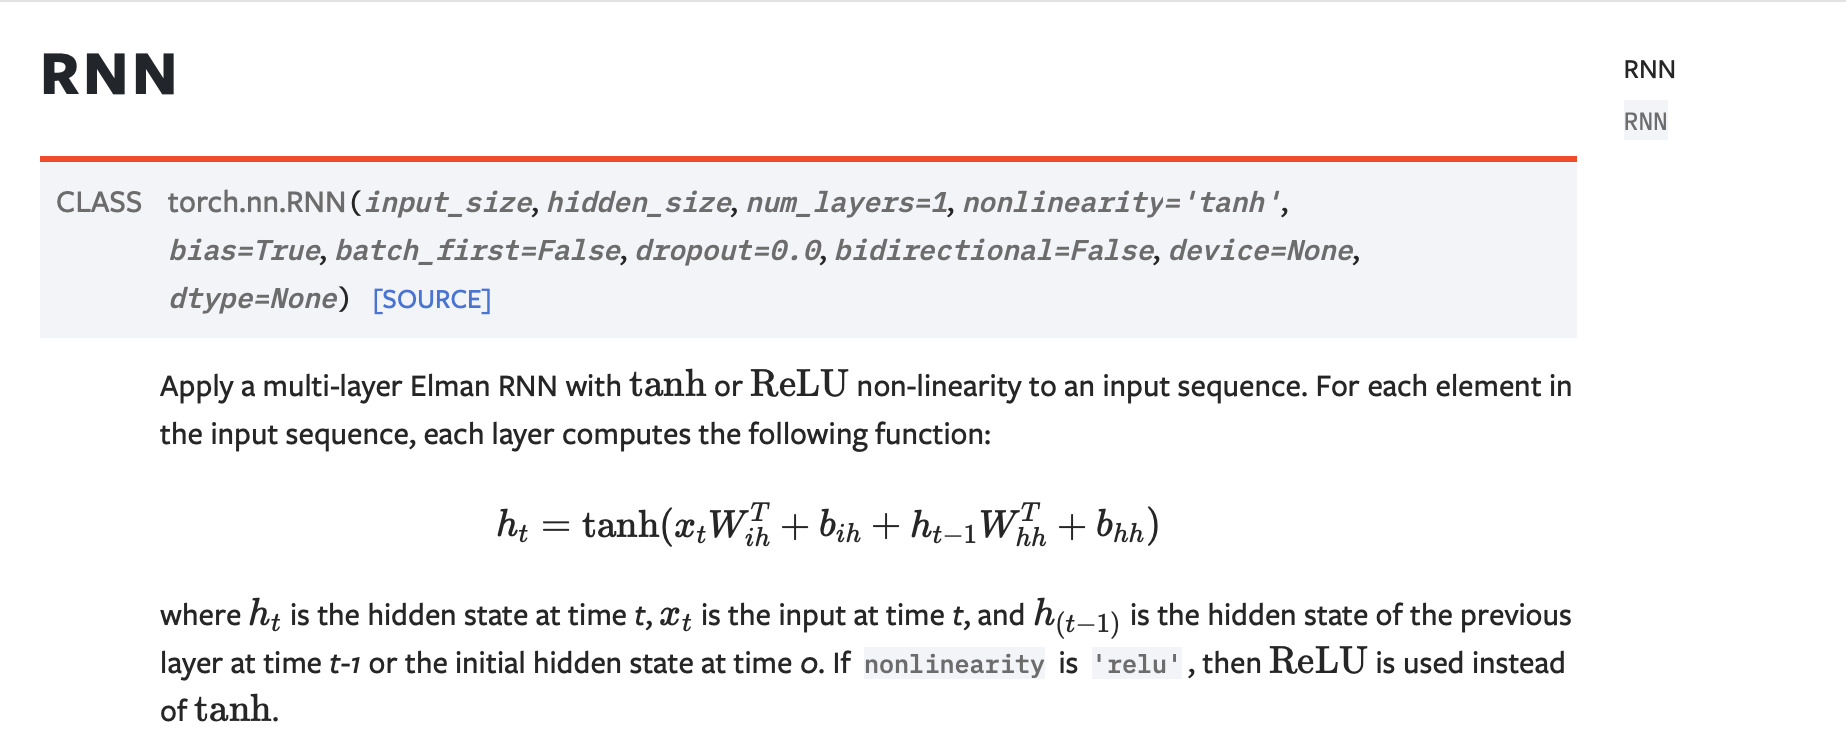 RNN
RNN
RNN
CLASS torch.nn.RNN(input_size, hidden_size, num_layers=1, nonlinearity='tanh',
bias=True, batch_first=False, dropout=0.0, bidirectional=False, device=None,
dtype=None) [SOURCE]
Apply a multi-layer Elman RNN with tanh or ReLU non-linearity to an input sequence. For each element in
the input sequence, each layer computes the following function:
h_t = tanh(x_t W_{ih}^T + b_{ih} + h_{t−1} W_{hh}^T + b_{hh})
where h_t is the hidden state at time t, x_t is the input at time t, and h_{(t−1)} is the hidden state of the previous
layer at time t-1 or the initial hidden state at time 0. If nonlinearity is 'relu', then ReLU is used instead
of tanh.